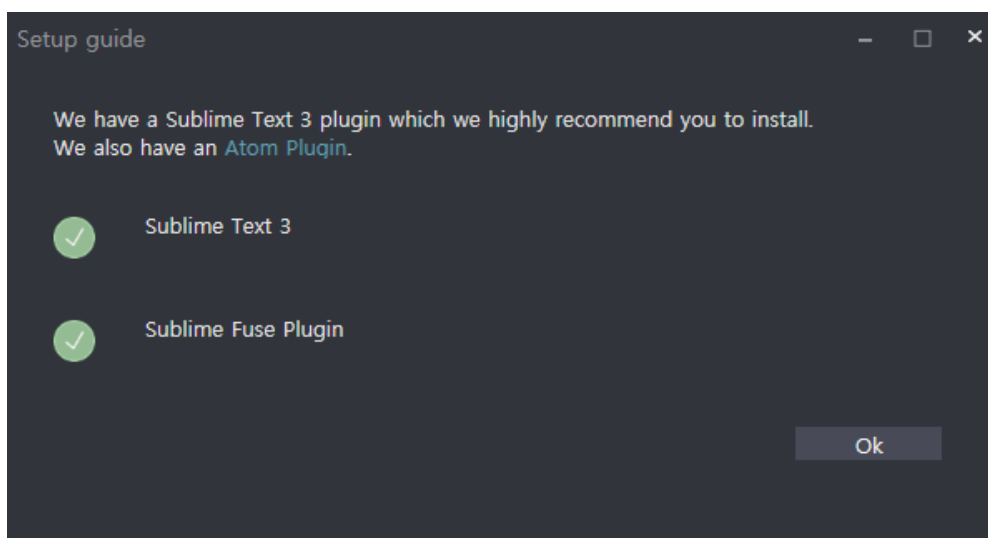 Setup guide
We have a Sublime Text 3 plugin which we highly recommend you to install.
We also have an Atom Plugin.
Sublime Text 3
Sublime Fuse Plugin
Ok